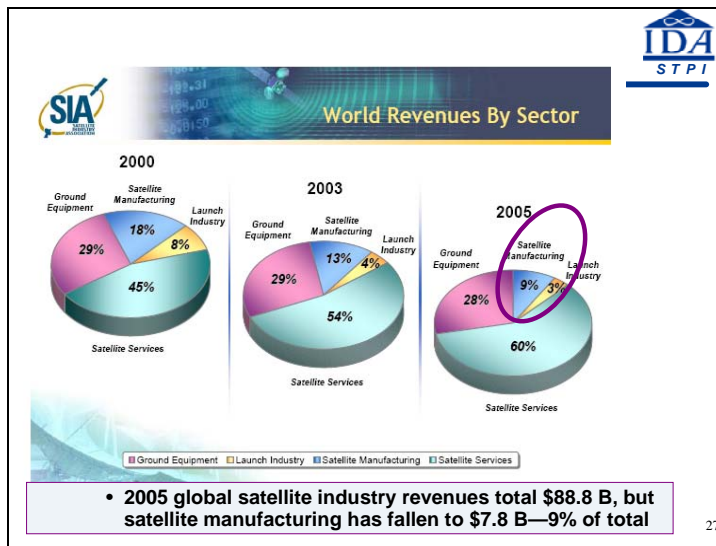 IDA
STPI
SIA
SATELLITE
INDUSTRY
ASSOCIATION
World Revenues By Sector
2000
Ground
Equipment
Satellite
Manufacturing
Launch
Industry
29%
18%
8%
45%
Satellite Services
2003
Ground
Equipment
Satellite
Manufacturing
Launch
Industry
29%
13%
4%
54%
Satellite Services
2005
Ground
Equipment
Satellite
Manufacturing
Launch
Industry
28%
9%
3%
60%
Satellite Services
Ground Equipment Launch Industry Satellite Manufacturing Satellite Services
• 2005 global satellite industry revenues total $88.8 B, but
satellite manufacturing has fallen to $7.8 B—9% of total
27